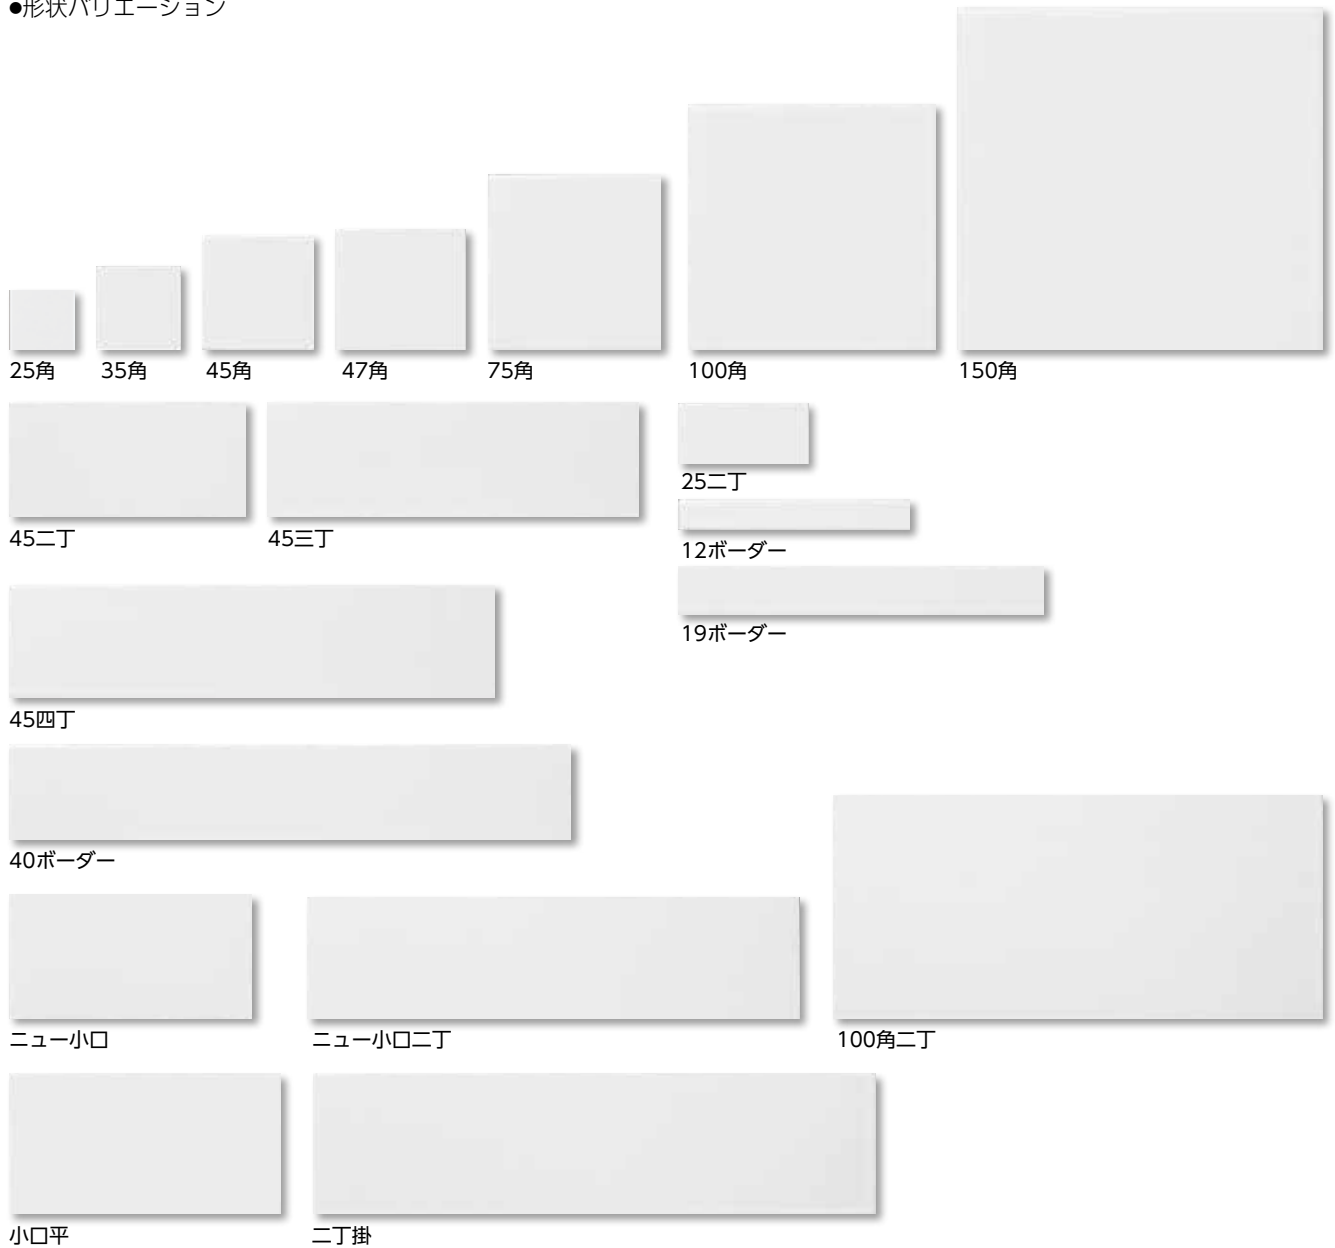 ●形状バリエーション
25角
35角
45角
47角
75角
100角
150角
45二丁
45三丁
25二丁
12ボーダー
19ボーダー
45四丁
40ボーダー
ニュー小口
ニュー小口二丁
100角二丁
小口平
二丁掛